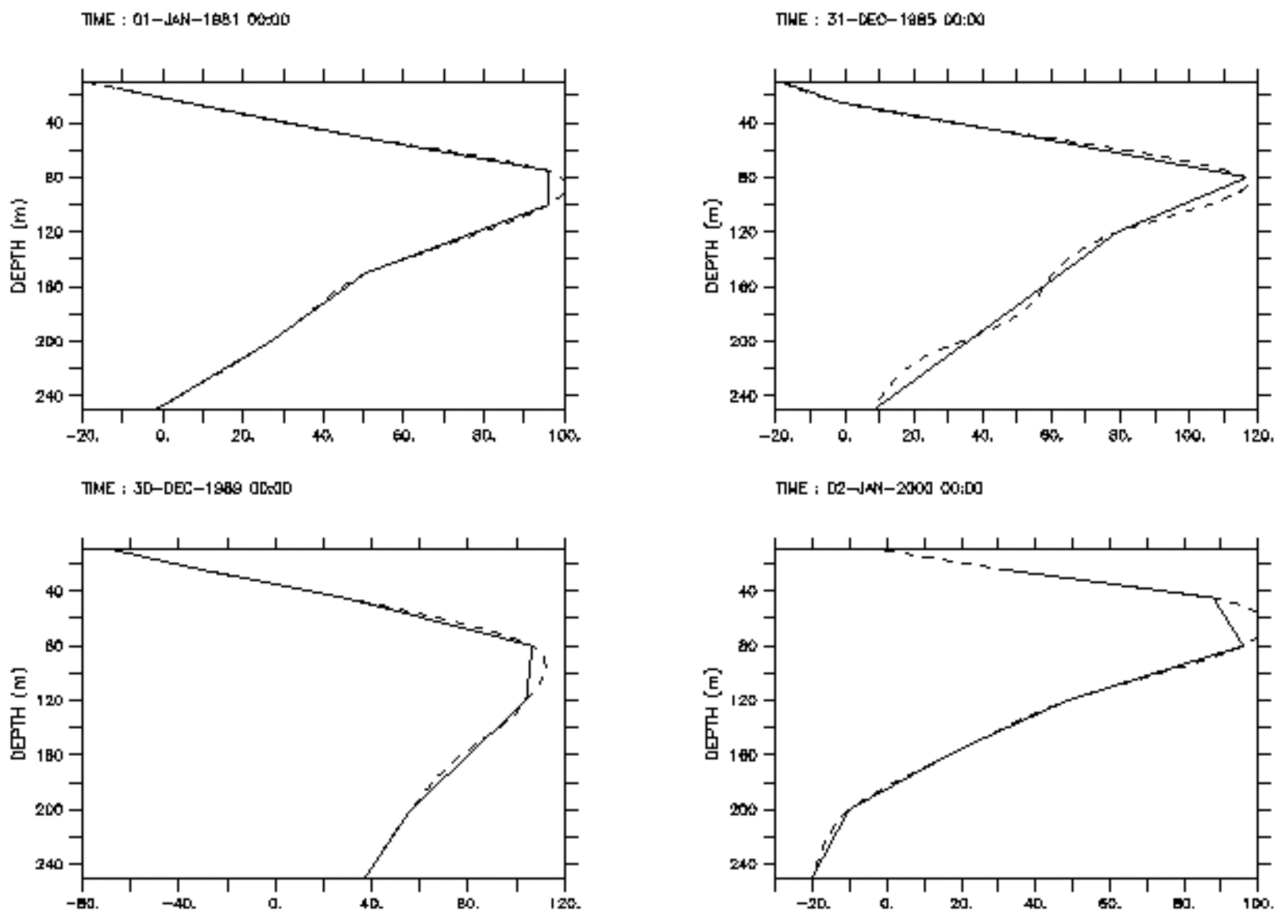 TIME : 01-JAN-1981 00:00
TIME : 31-DEC-1985 00:00
40
80
120
160
200
240
DEPTH (m)
-20. 0. 20. 40. 60. 80. 100.
40
80
120
160
200
240
DEPTH (m)
-20. 0. 20. 40. 60. 80. 100. 120.
TIME : 30-DEC-1989 00:00
TIME : 02-JAN-2000 00:00
40
80
120
160
200
240
DEPTH (m)
-80. -40. 0. 40. 80. 120.
40
80
120
160
200
240
DEPTH (m)
-20. 0. 20. 40. 60. 80. 100.